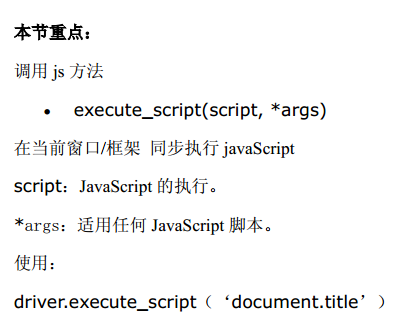 本节重点：
调用 js 方法
• execute_script(script, *args)
在当前窗口/框架 同步执行 javaScript
script：JavaScript 的执行。
*args：适用任何 JavaScript 脚本。
使用：
driver.execute_script（‘document.title’）